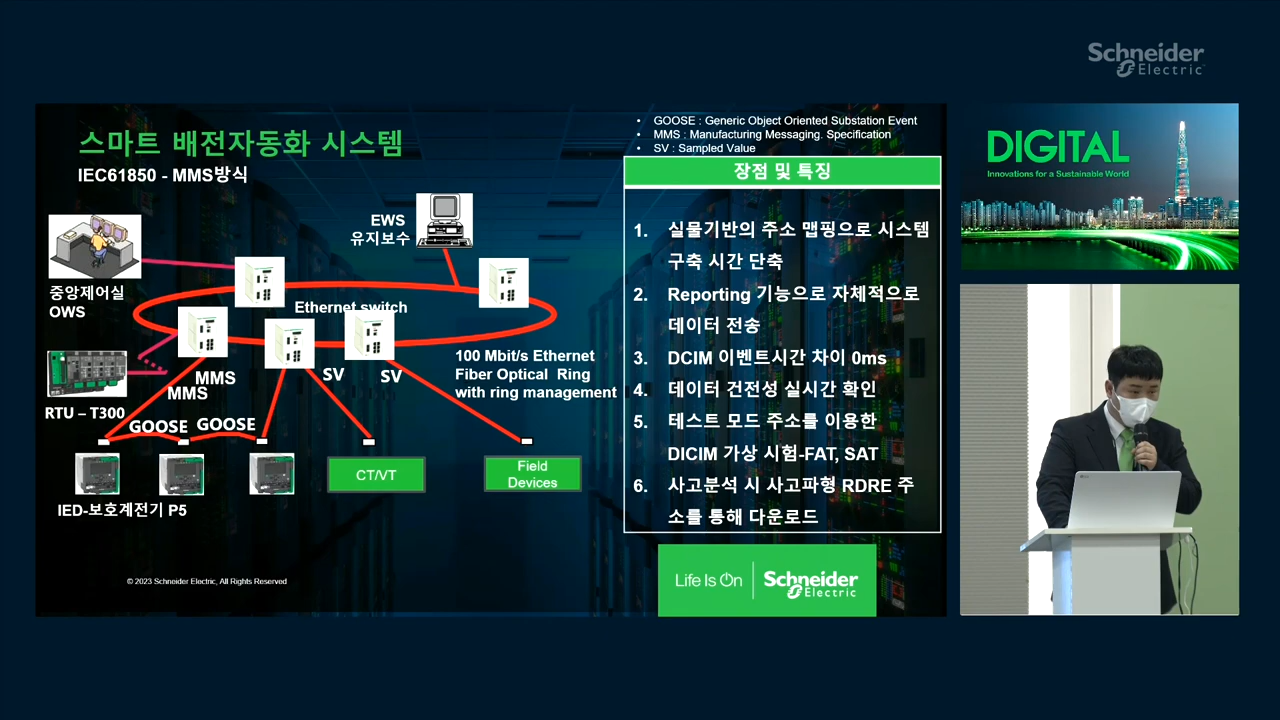 Schneider
Electric
스마트 배전자동화 시스템
IEC61850 - MMS방식
• GOOSE : Generic Object Oriented Substation Event
• MMS : Manufacturing Messaging. Specification
• SV : Sampled Value
장점 및 특징
1. 실물기반의 주소 맵핑으로 시스템
구축 시간 단축
2. Reporting 기능으로 자체적으로
데이터 전송
3. DCIM 이벤트시간 차이 0ms
4. 데이터 건전성 실시간 확인
5. 테스트 모드 주소를 이용한
DICIM 가상 시험-FAT, SAT
6. 사고분석 시 사고파형 RDRE 주
소를 통해 다운로드
EWS
유지보수
중앙제어실
OWS
Ethernet switch
100 Mbit/s Ethernet
Fiber Optical Ring
with ring management
SV
SV
MMS
MMS
RTU – T300
GOOSE
GOOSE
CT/VT
Field
Devices
IED-보호계전기 P5
© 2023 Schneider Electric, All Rights Reserved
Life Is On
Schneider
Electric
DIGITAL
Innovations for a Sustainable World